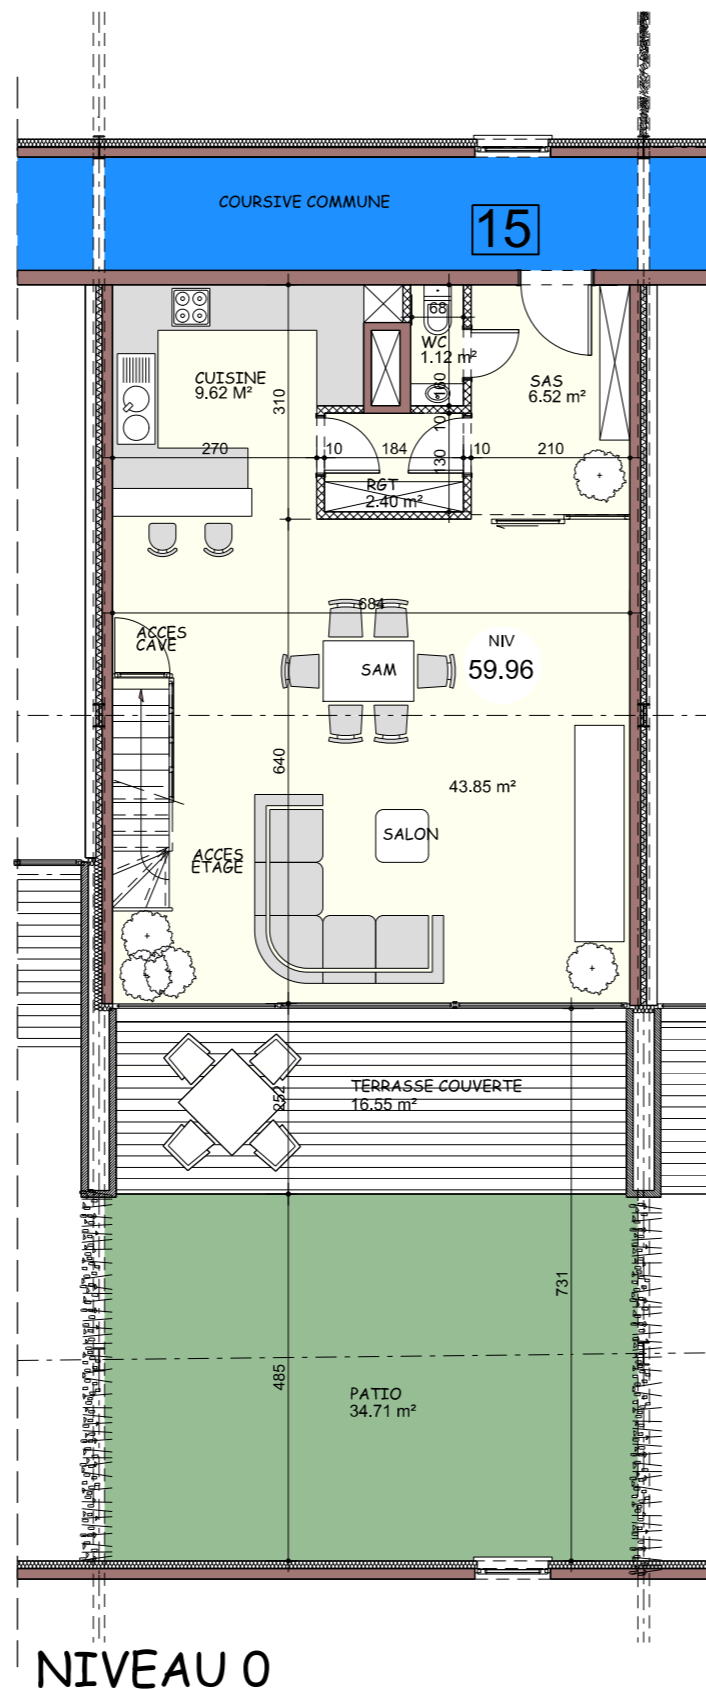 COURSIVE COMMUNE
15
68
WC
1.12 m²
CUISINE
9.62 M²
SAS
6.52 m²
310
160
10
270
10
184
130
10
210
RGT
2.40 m²
684
ACCES
CAVE
NIV
59.96
SAM
640
43.85 m²
SALON
ACCES
ETAGE
TERRASSE COUVERTE
16.55 m²
252
731
485
PATIO
34.71 m²
NIVEAU 0